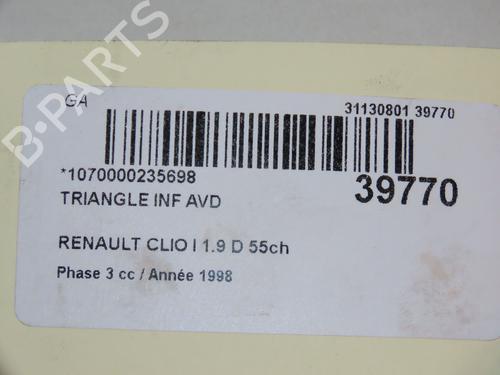 B-PARTS
GA
31130801 39770
*1070000235698
39770
TRIANGLE INF AVD
RENAULT CLIO I 1.9 D 55ch
Phase 3 cc / Année 1998